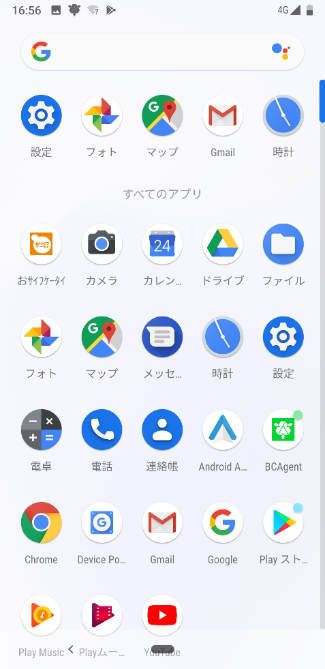 16:56
4G
設定
フォト
マップ
Gmail
時計
すべてのアプリ
おサイフケータイ
カメラ
24
カレン...
ドライブ
ファイル
フォト
マップ
メッセ...
時計
設定
電卓
電話
連絡帳
Android A...
BCAgent
Chrome
Device Po...
Gmail
Google
Play スト...
Play Music
Playムー...
YouTube